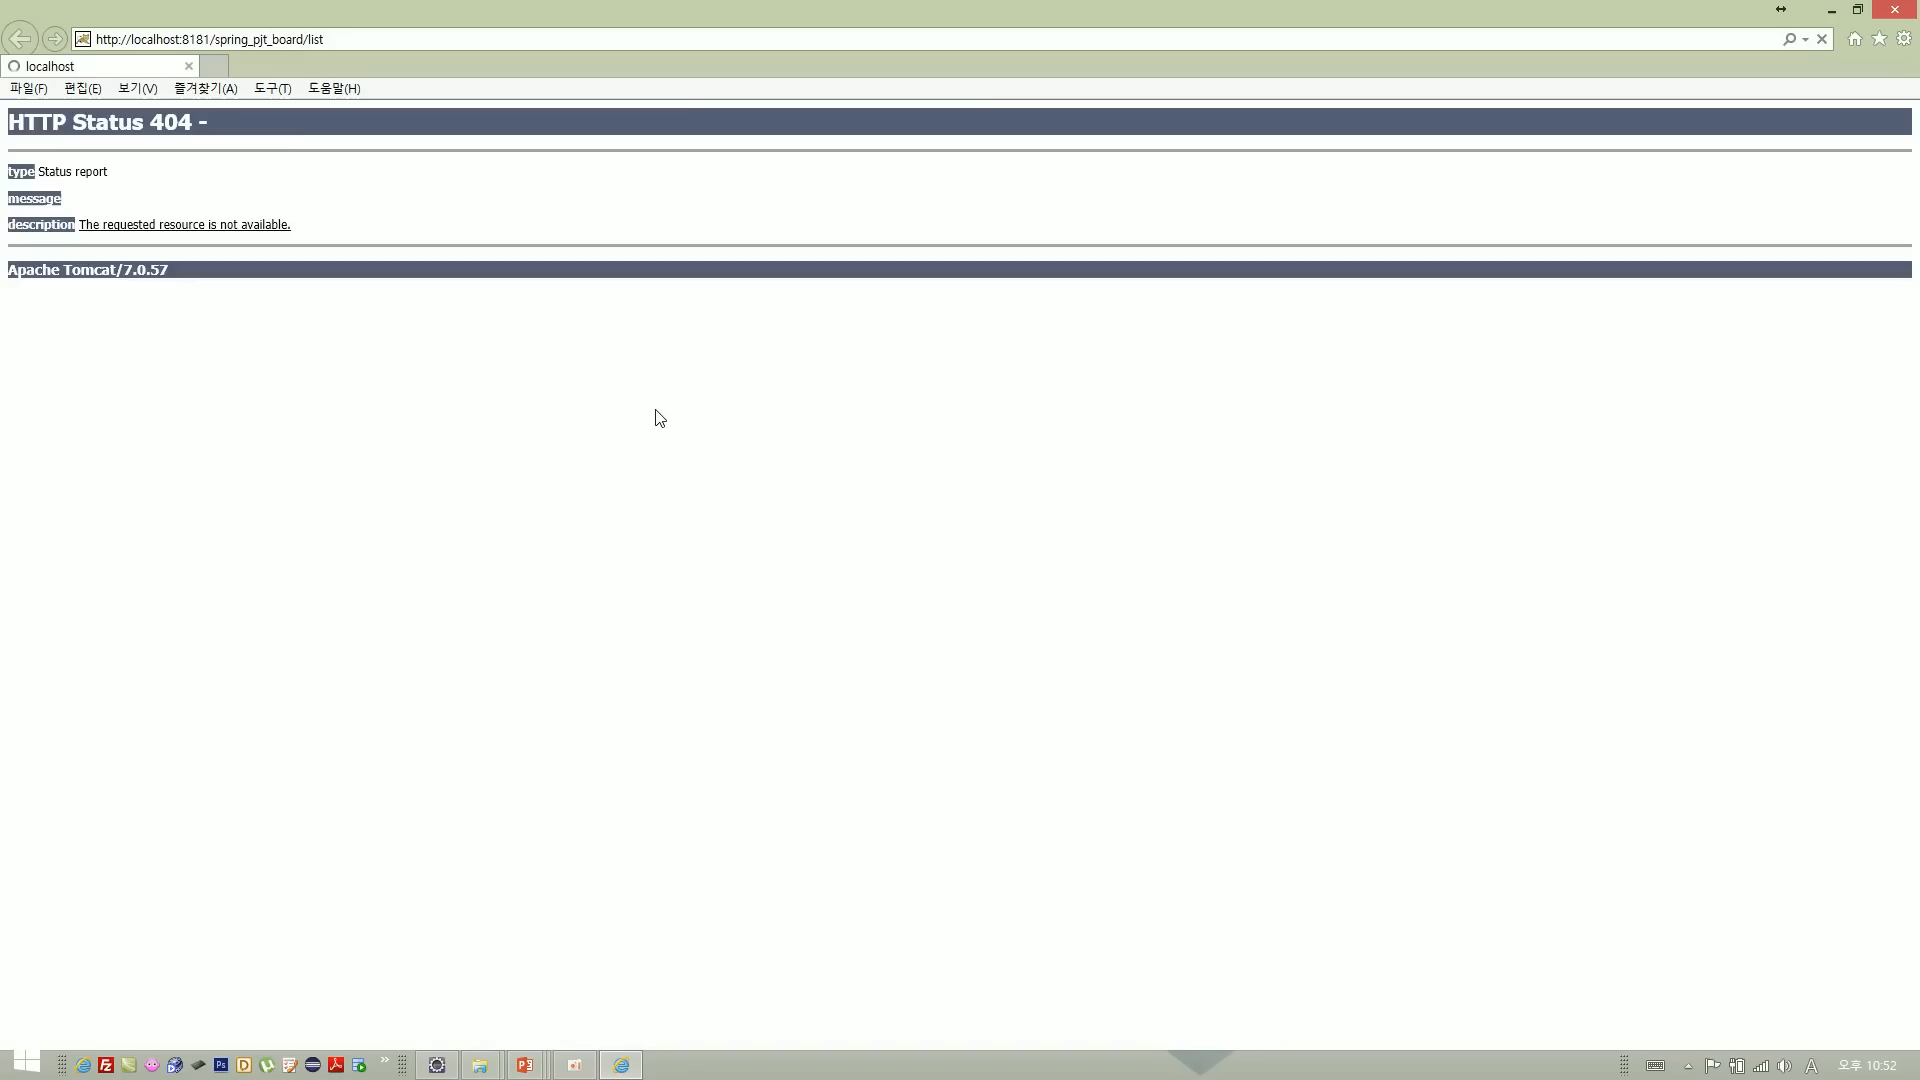 http://localhost:8181/spring_pjt_board/list
localhost
파일(F) 편집(E) 보기(V) 즐겨찾기(A) 도구(T) 도움말(H)
HTTP Status 404 -
type Status report
message
description The requested resource is not available.
Apache Tomcat/7.0.57
오후 10:52